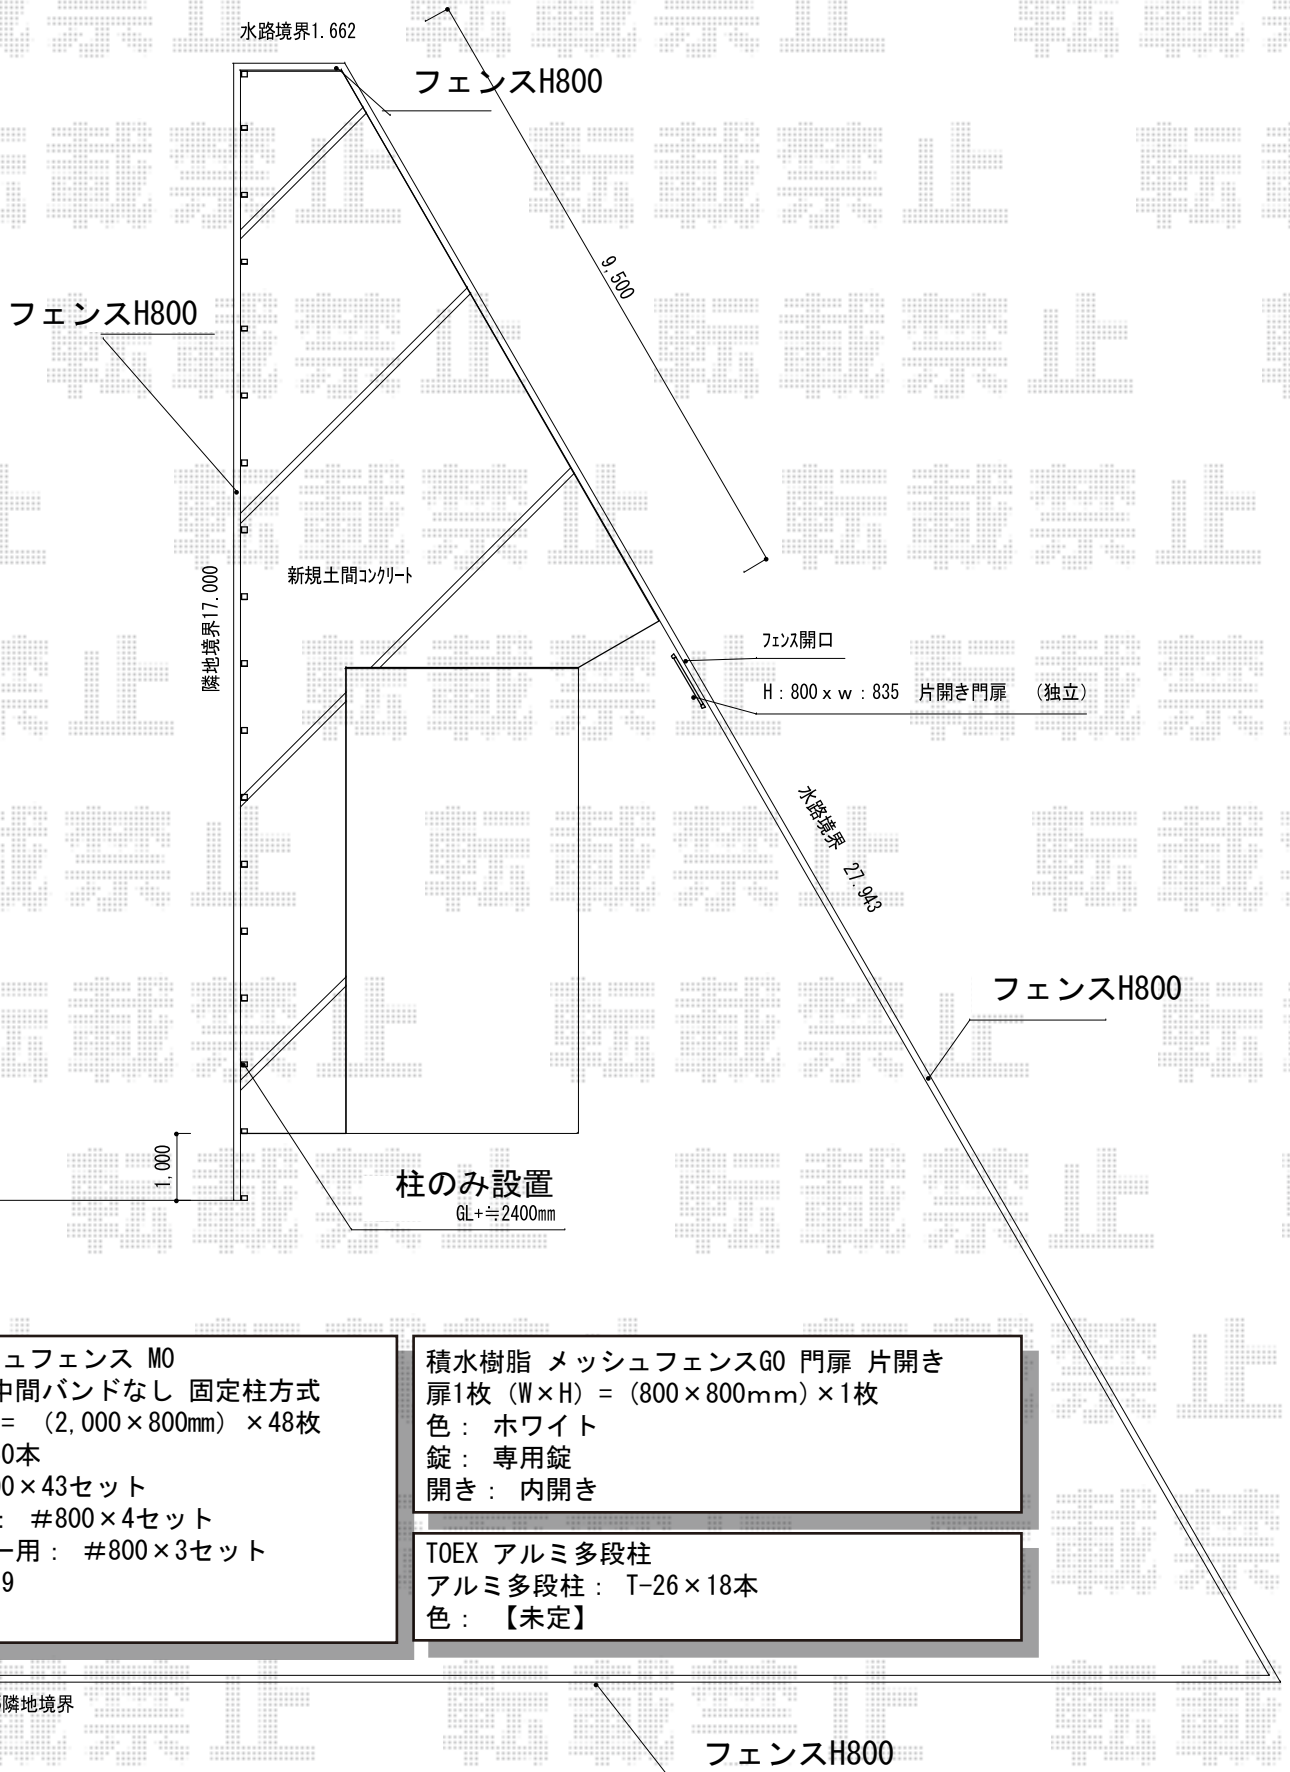 水路境界1.662
フェンスH800
9,500
フェンスH800
新規土間コンクリート
隣地境界17.000
フェンス開口
H：800 x w：835 片開き門扉 （独立）
水路境界 27.943
フェンスH800
1,000
柱のみ設置
GL+≒2400mm
ュフェンス MO
中間バンドなし 固定柱方式
= （2,000×800mm）×48枚
0本
00×43セット
： ＃800×4セット
ー用： ＃800×3セット
9
積水樹脂 メッシュフェンスGO 門扉 片開き
扉1枚（W×H）=（800×800mm）×1枚
色： ホワイト
錠： 専用錠
開き： 内開き
TOEX アルミ多段柱
アルミ多段柱： T-26×18本
色： 【未定】
隣地境界
フェンスH800
転載禁止